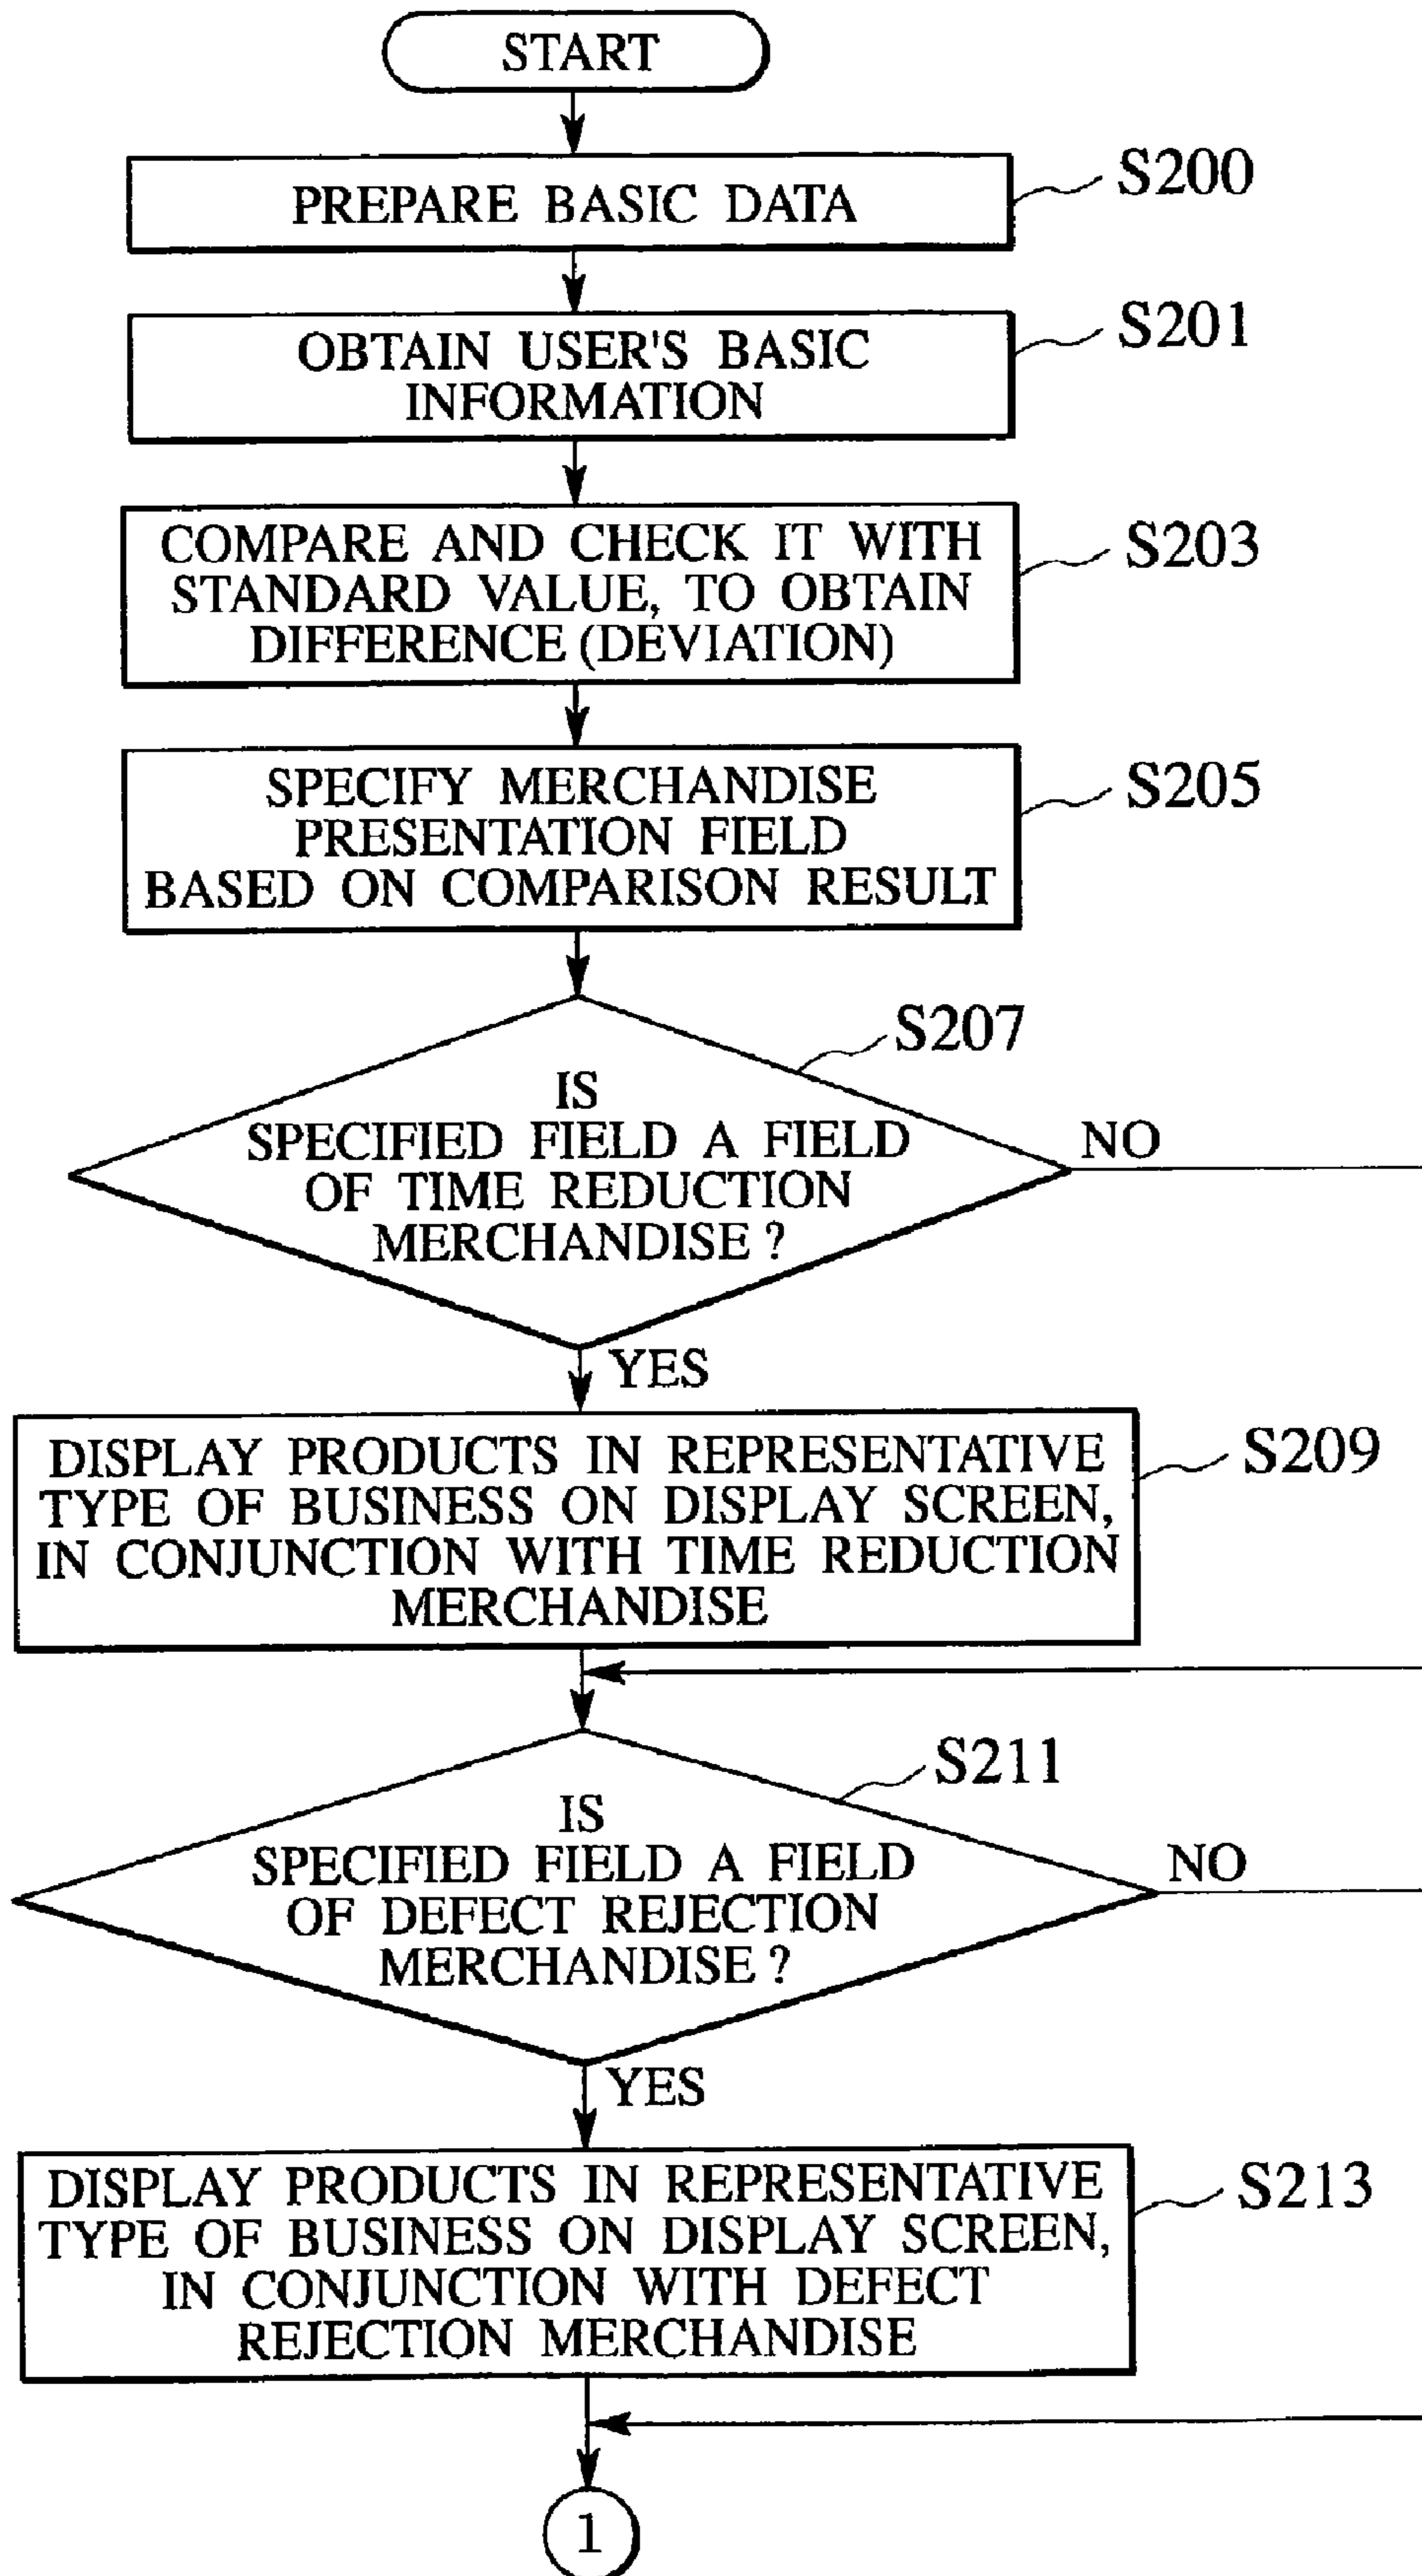 START
PREPARE BASIC DATA
S200
OBTAIN USER'S BASIC
INFORMATION
S201
COMPARE AND CHECK IT WITH
STANDARD VALUE, TO OBTAIN
DIFFERENCE (DEVIATION)
S203
SPECIFY MERCHANDISE
PRESENTATION FIELD
BASED ON COMPARISON RESULT
S205
S207
IS
SPECIFIED FIELD A FIELD
OF TIME REDUCTION
MERCHANDISE ?
NO
YES
DISPLAY PRODUCTS IN REPRESENTATIVE
TYPE OF BUSINESS ON DISPLAY SCREEN,
IN CONJUNCTION WITH TIME REDUCTION
MERCHANDISE
S209
S211
IS
SPECIFIED FIELD A FIELD
OF DEFECT REJECTION
MERCHANDISE ?
NO
YES
DISPLAY PRODUCTS IN REPRESENTATIVE
TYPE OF BUSINESS ON DISPLAY SCREEN,
IN CONJUNCTION WITH DEFECT
REJECTION MERCHANDISE
S213
1